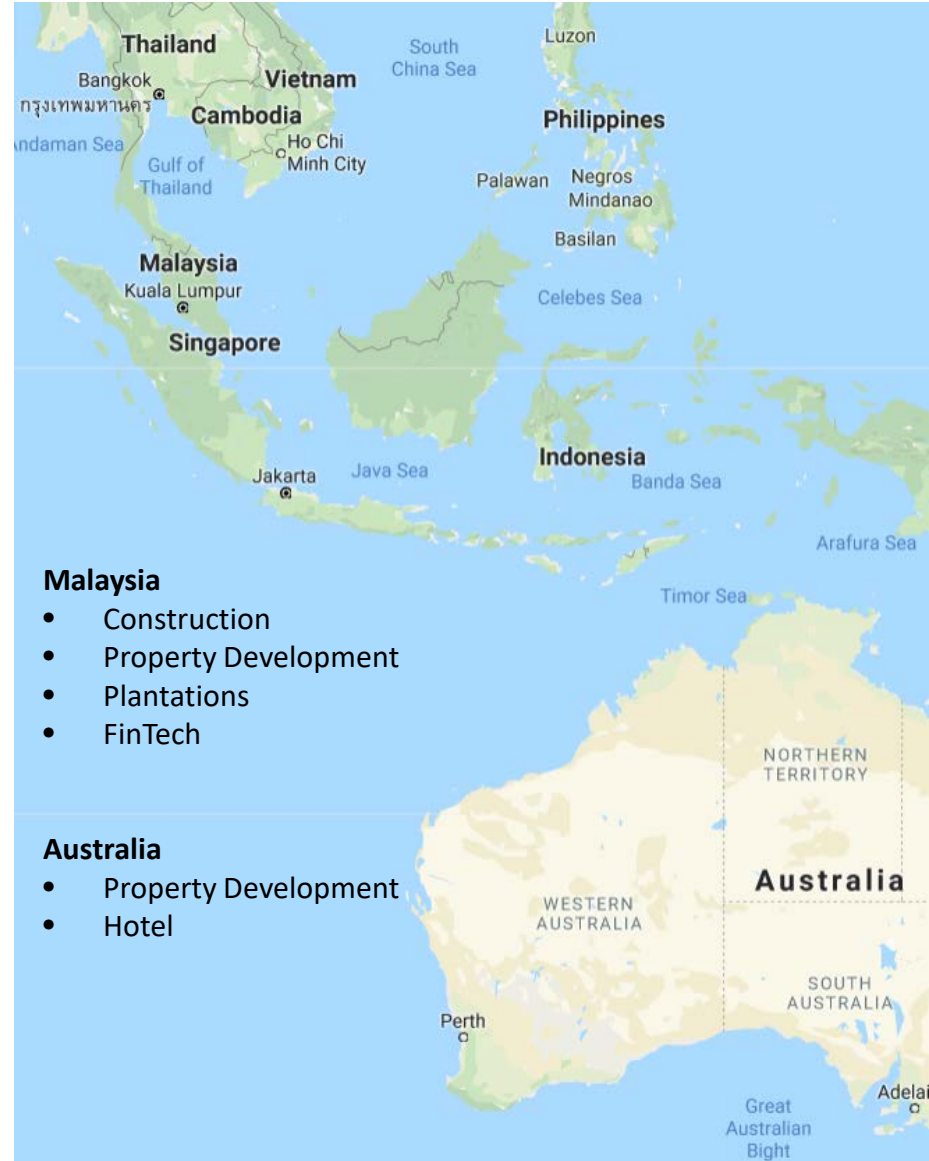 Thailand
South
China Sea
Luzon
Bangkok
กรุงเทพมหานคร
Vietnam
Cambodia
Philippines
Andaman Sea
Ho Chi
Minh City
Gulf of
Thailand
Palawan
Negros
Mindanao
Basilan
Malaysia
Kuala Lumpur
Celebes Sea
Singapore
Indonesia
Jakarta
Java Sea
Banda Sea
Arafura Sea
Timor Sea
Malaysia
• Construction
• Property Development
• Plantations
• FinTech
NORTHERN
TERRITORY
Australia
• Property Development
• Hotel
Australia
WESTERN
AUSTRALIA
SOUTH
AUSTRALIA
Perth
Adelai
Great
Australian
Bight